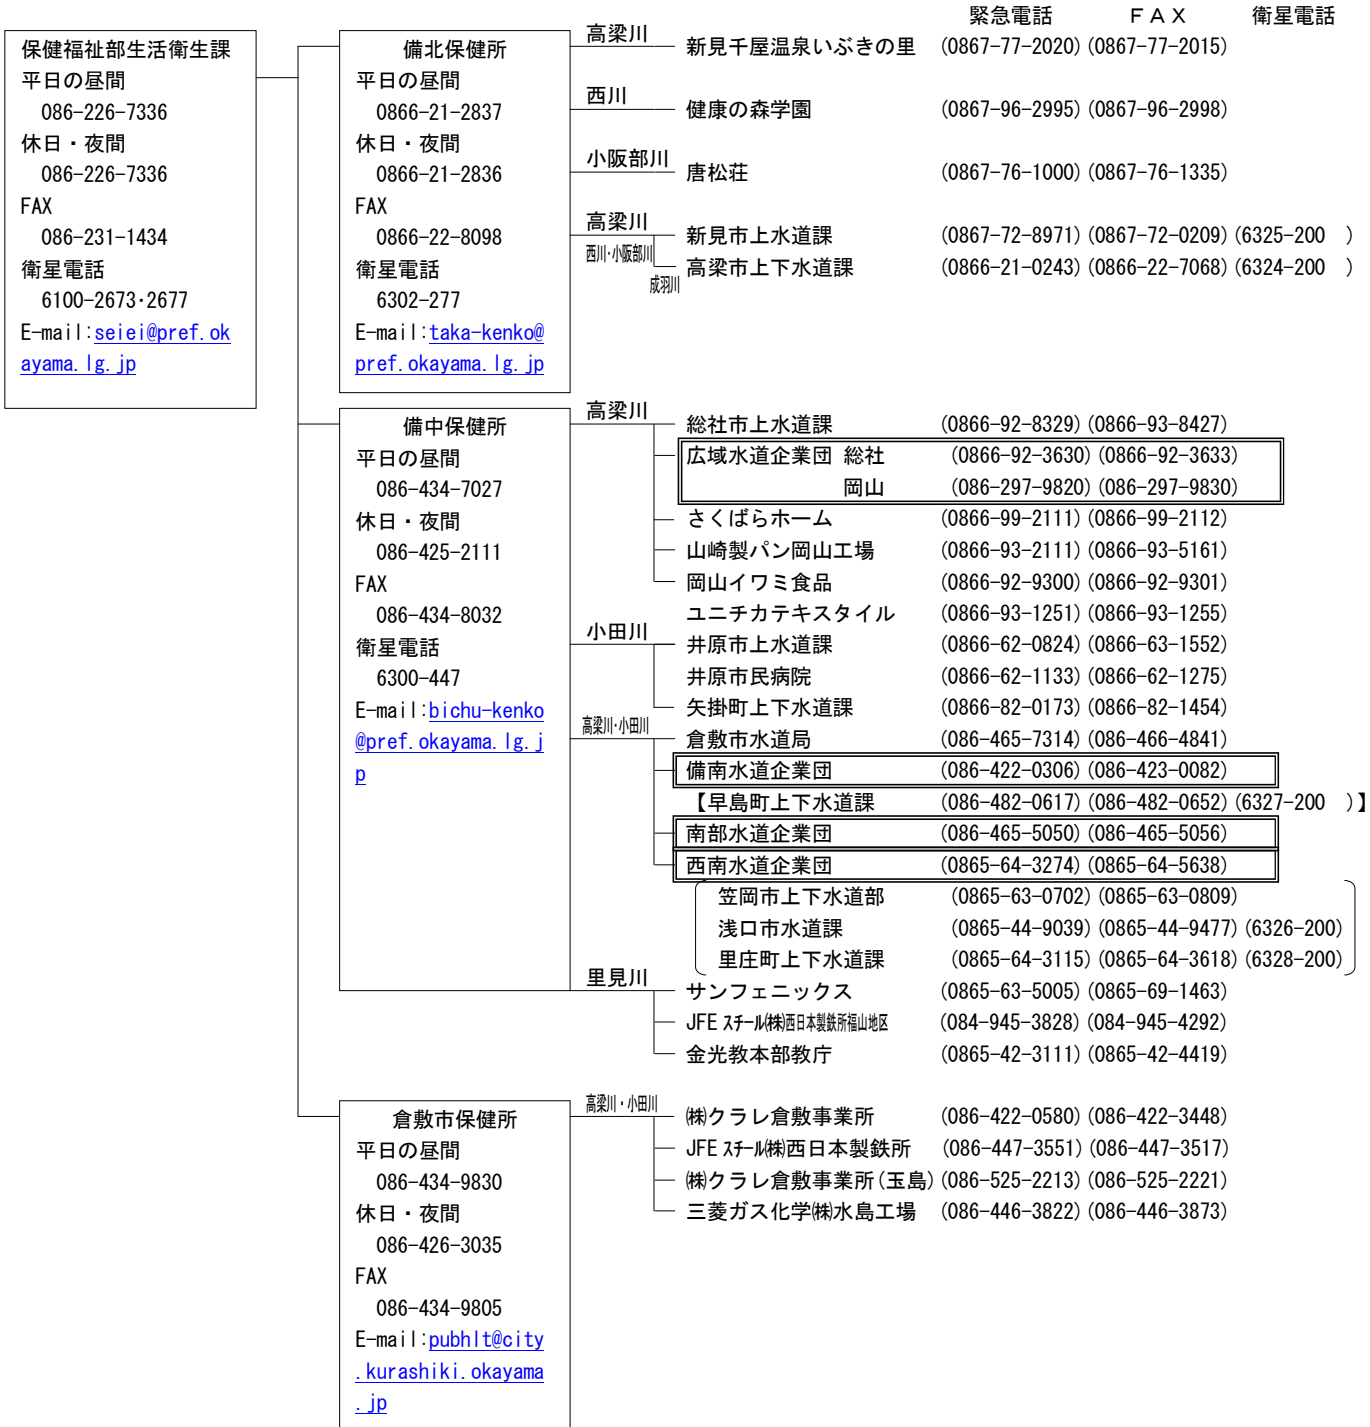 緊急電話　ＦＡＸ　衛星電話
保健福祉部生活衛生課
平日の昼間
086-226-7336
休日・夜間
086-226-7336
FAX
086-231-1434
衛星電話
6100-2673･2677
E-mail:seiei@pref.ok
ayama.lg.jp
備北保健所
平日の昼間
0866-21-2837
休日・夜間
0866-21-2836
FAX
0866-22-8098
衛星電話
6302-277
E-mail:taka-kenko@
pref.okayama.lg.jp
高梁川
新見千屋温泉いぶきの里 (0867-77-2020)(0867-77-2015)
西川
健康の森学園 (0867-96-2995)(0867-96-2998)
小阪部川
唐松荘 (0867-76-1000)(0867-76-1335)
高梁川
西川･小阪部川
新見市上水道課 (0867-72-8971)(0867-72-0209)(6325-200 )
成羽川
高梁市上下水道課 (0866-21-0243)(0866-22-7068)(6324-200 )
備中保健所
平日の昼間
086-434-7027
休日・夜間
086-425-2111
FAX
086-434-8032
衛星電話
6300-447
E-mail:bichu-kenko
@pref.okayama.lg.j
p
高梁川
総社市上水道課 (0866-92-8329)(0866-93-8427)
広域水道企業団 総社 (0866-92-3630)(0866-92-3633)
岡山 (086-297-9820)(086-297-9830)
さくばらホーム (0866-99-2111)(0866-99-2112)
山崎製パン岡山工場 (0866-93-2111)(0866-93-5161)
岡山イワミ食品 (0866-92-9300)(0866-92-9301)
ユニチカテキスタイル (0866-93-1251)(0866-93-1255)
小田川
井原市上水道課 (0866-62-0824)(0866-63-1552)
井原市民病院 (0866-62-1133)(0866-62-1275)
矢掛町上下水道課 (0866-82-0173)(0866-82-1454)
高梁川･小田川
倉敷市水道局 (086-465-7314)(086-466-4841)
備南水道企業団 (086-422-0306)(086-423-0082)
【早島町上下水道課 (086-482-0617)(086-482-0652)(6327-200 )】
南部水道企業団 (086-465-5050)(086-465-5056)
西南水道企業団 (0865-64-3274)(0865-64-5638)
笠岡市上下水道部 (0865-63-0702)(0865-63-0809)
浅口市水道課 (0865-44-9039)(0865-44-9477)(6326-200)
里庄町上下水道課 (0865-64-3115)(0865-64-3618)(6328-200)
里見川
サンフェニックス (0865-63-5005)(0865-69-1463)
JFE ｽﾁｰﾙ㈱西日本製鉄所福山地区 (084-945-3828)(084-945-4292)
金光教本部教庁 (0865-42-3111)(0865-42-4419)
倉敷市保健所
平日の昼間
086-434-9830
休日・夜間
086-426-3035
FAX
086-434-9805
E-mail:pubhlt@city
.kurashiki.okayama
.jp
高梁川・小田川
㈱クラレ倉敷事業所 (086-422-0580)(086-422-3448)
JFE ｽﾁｰﾙ㈱西日本製鉄所 (086-447-3551)(086-447-3517)
㈱クラレ倉敷事業所(玉島)(086-525-2213)(086-525-2221)
三菱ガス化学㈱水島工場 (086-446-3822)(086-446-3873)